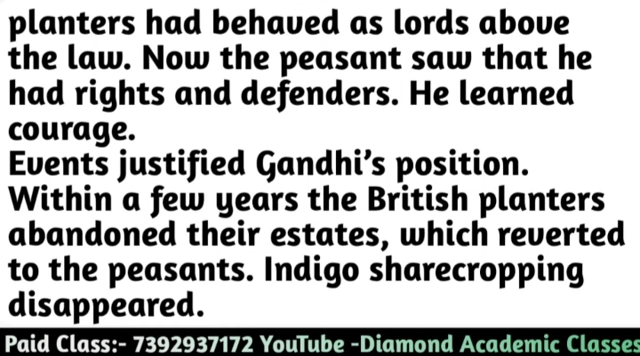 planters had behaved as lords above
the law. Now the peasant saw that he
had rights and defenders. He learned
courage.
Events justified Gandhi's position.
Within a few years the British planters
abandoned their estates, which reverted
to the peasants. Indigo sharecropping
disappeared.
Paid Class:- 7392937172 YouTube -Diamond Academic Classes